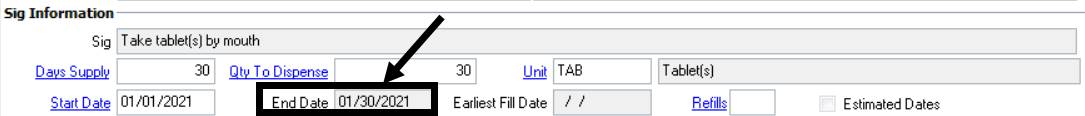 Sig Information
Sig Take tablet(s) by mouth
Days Supply 30 Qty To Dispense 30 Unit TAB Tablet(s)
Start Date 01/01/2021 End Date 01/30/2021 Earliest Fill Date / / Refills Estimated Dates